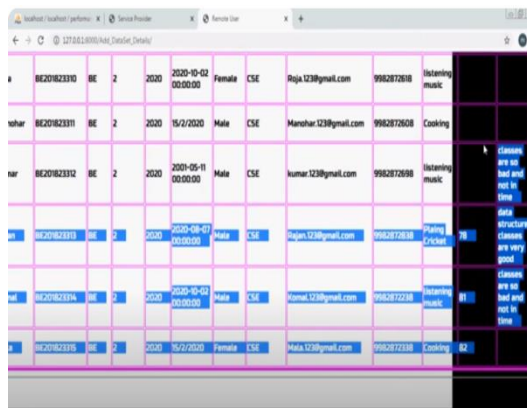 localhost / localhost / performa
Service Provider
Remote User
127.0.0.1:8000/Add_DataSet_Details/
BE201823310 BE 2 2020 2020-10-02 00:00:00 Female CSE Roja.123@gmail.com 9982872618 listening music
BE201823311 BE 2 2020 15/2/2020 Male CSE Manohar.123@gmail.com 9982872608 Cooking
BE201823312 BE 2 2020 2001-05-11 00:00:00 Male CSE kumar.123@gmail.com 9982872698 listening music classes are so bad and not in time
BE201823313 BE 2 2020 2020-08-07 00:00:00 Male CSE Rajan.123@gmail.com 9982872838 Plaing Cricket 78 data structure classes are very good
BE201823314 BE 2 2020 2020-10-02 00:00:00 Male CSE Komal.123@gmail.com 9982872238 listening music 81 classes are so bad and not in time
BE201823315 BE 2 2020 15/2/2020 Female CSE Mala.123@gmail.com 9982872338 Cooking 82